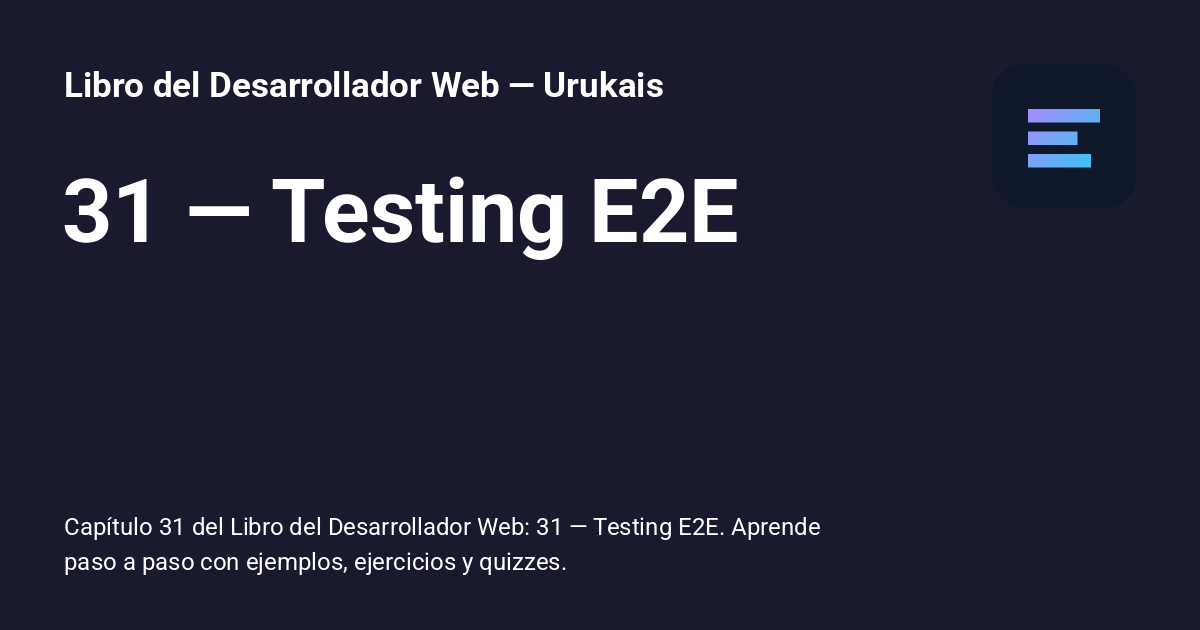 Libro del Desarrollador Web — Urukais
31 — Testing E2E
Capítulo 31 del Libro del Desarrollador Web: 31 — Testing E2E. Aprende
paso a paso con ejemplos, ejercicios y quizzes.